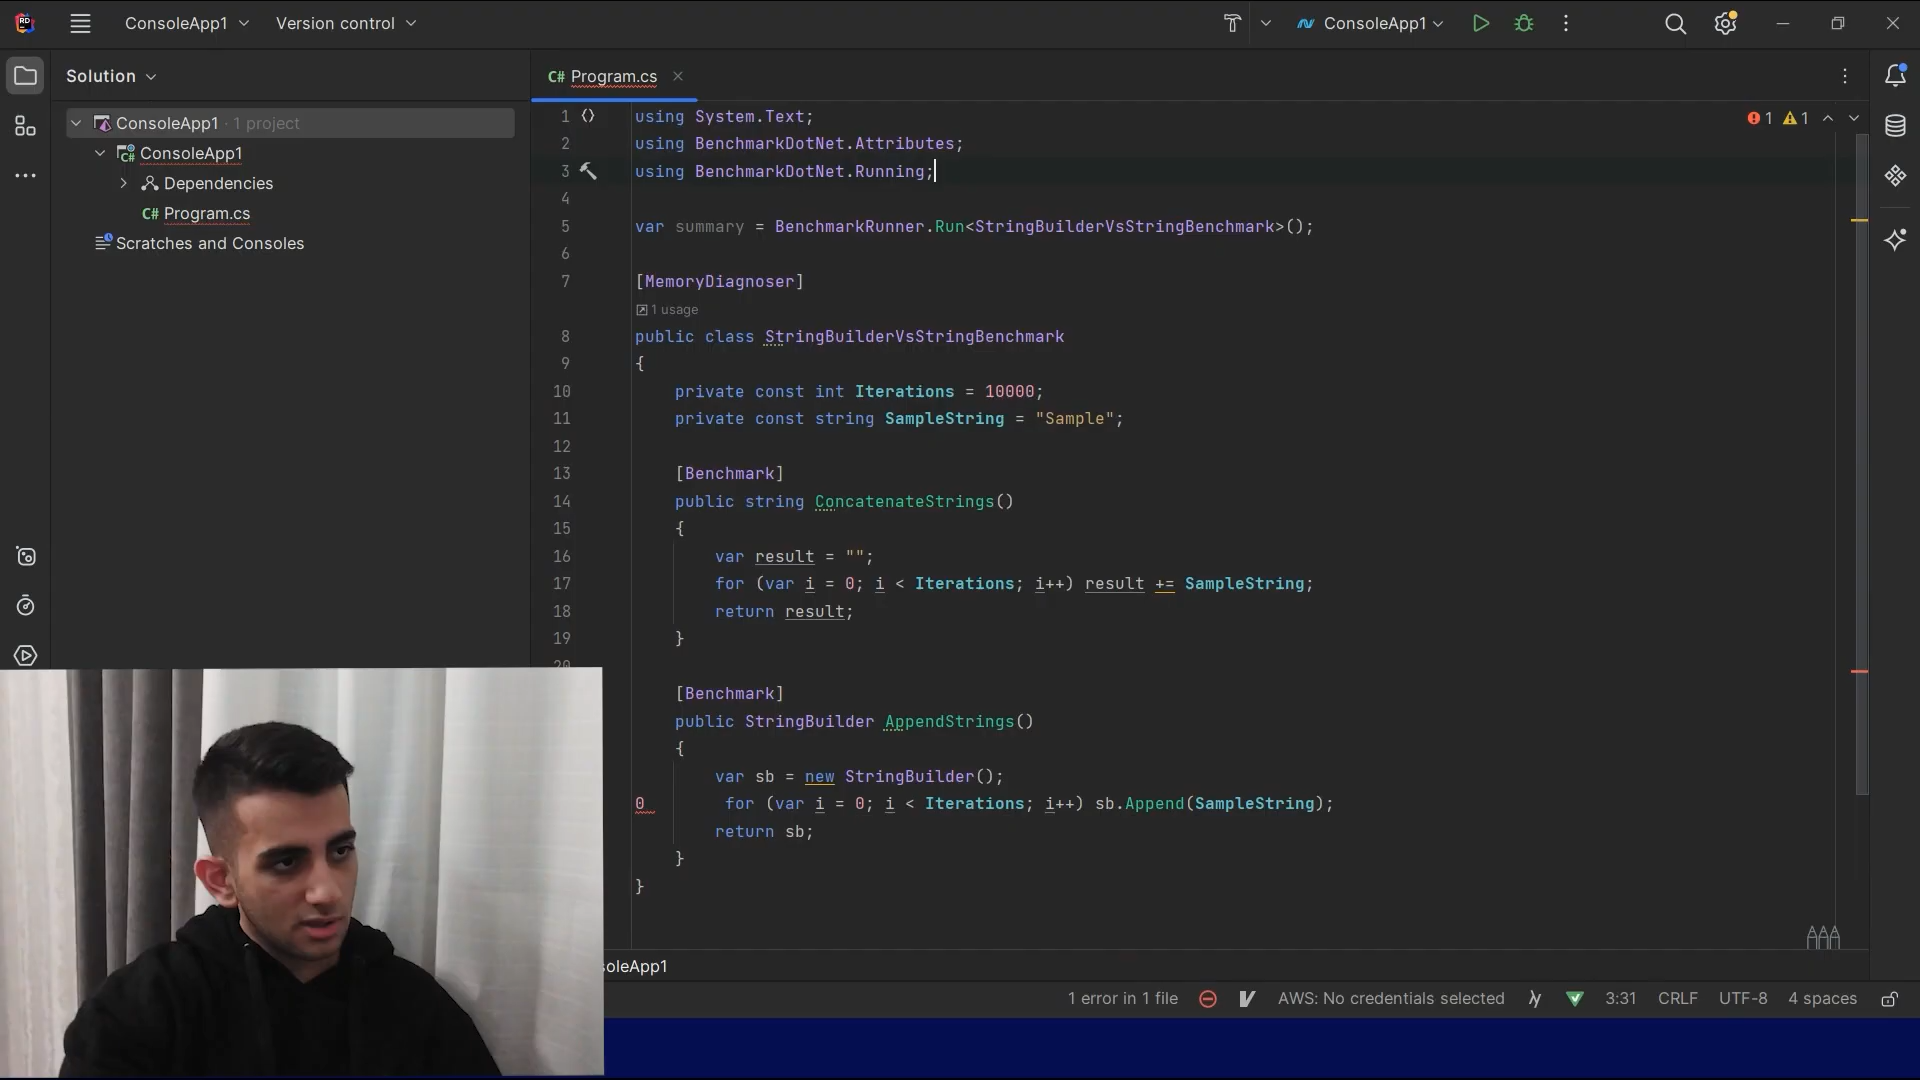 ConsoleApp1 Version control ConsoleApp1
Solution
ConsoleApp1 · 1 project
ConsoleApp1
Dependencies
C# Program.cs
Scratches and Consoles
C# Program.cs
1 using System.Text; 1 1
2 using BenchmarkDotNet.Attributes;
3 using BenchmarkDotNet.Running;
4
5 var summary = BenchmarkRunner.Run<StringBuilderVsStringBenchmark>();
6
7 [MemoryDiagnoser]
1 usage
8 public class StringBuilderVsStringBenchmark
9 {
10 private const int Iterations = 10000;
11 private const string SampleString = "Sample";
12
13 [Benchmark]
14 public string ConcatenateStrings()
15 {
16 var result = "";
17 for (var i = 0; i < Iterations; i++) result += SampleString;
18 return result;
19 }
20
[Benchmark]
public StringBuilder AppendStrings()
{
var sb = new StringBuilder();
0 for (var i = 0; i < Iterations; i++) sb.Append(SampleString);
return sb;
}
}
soleApp1
1 error in 1 file AWS: No credentials selected 3:31 CRLF UTF-8 4 spaces